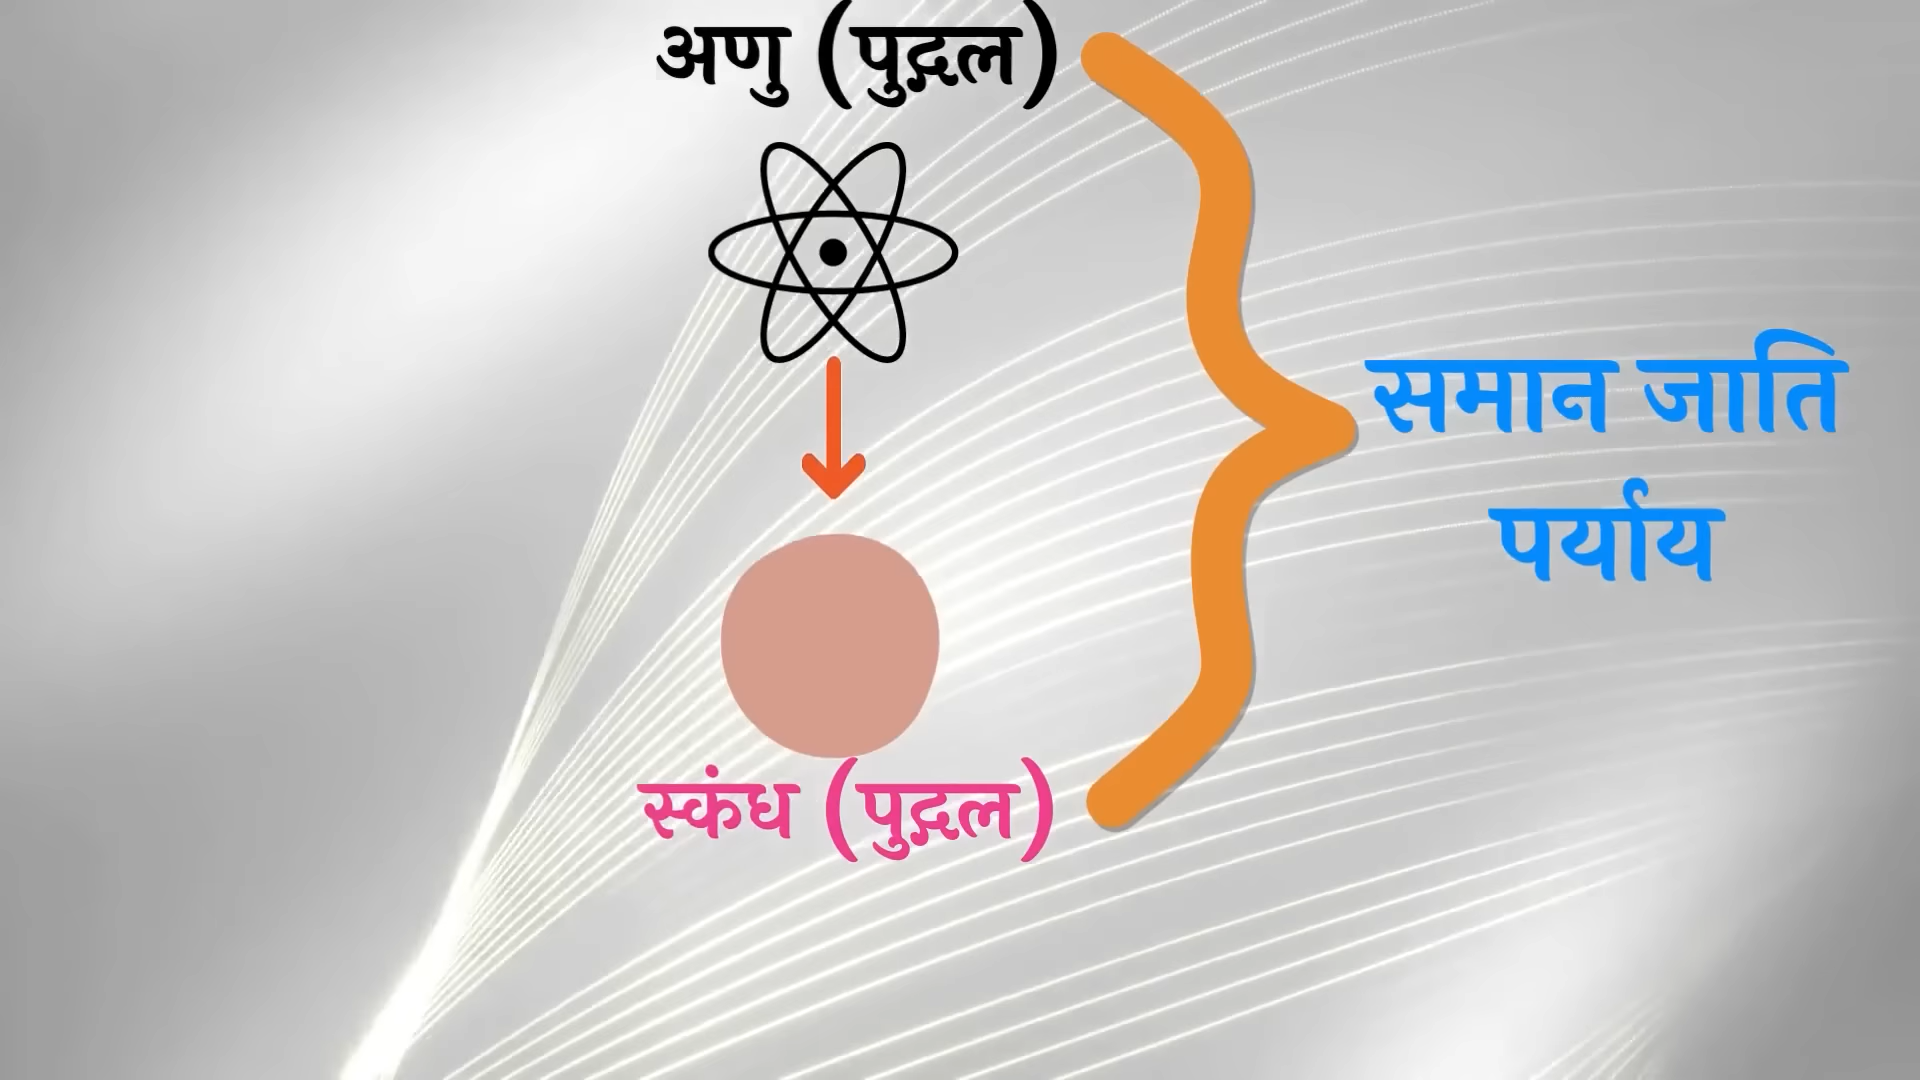 अणु (पुद्गल)
समान जाति
पर्याय
स्कंध (पुद्गल)